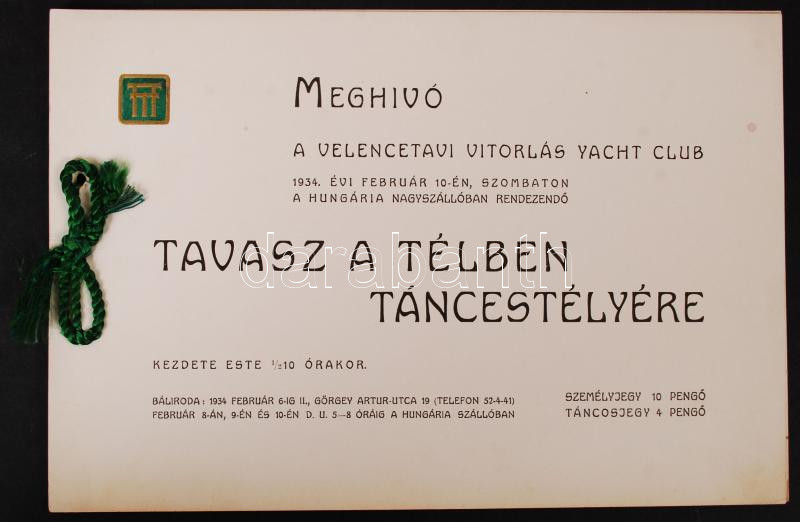 MEGHIVÓ
A VELENCETAVI VITORLÁS YACHT CLUB
1934. ÉVI FEBRUÁR 10-ÉN, SZOMBATON
A HUNGÁRIA NAGYSZÁLLÓBAN RENDEZENDŐ
TAVASZ A TÉLBEN
TÁNCESTÉLYÉRE
darabanth
KEZDETE ESTE ½10 ÓRAKOR.
BÁLIRODA: 1934 FEBRUÁR 6-IG II., GÖRGEY ARTUR-UTCA 19 (TELEFON 52-4-41)
FEBRUÁR 8-ÁN, 9-ÉN ÉS 10-ÉN D. U. 5—8 ÓRÁIG A HUNGÁRIA SZÁLLÓBAN
SZEMÉLYJEGY 10 PENGŐ
TÁNCOSJEGY 4 PENGŐ